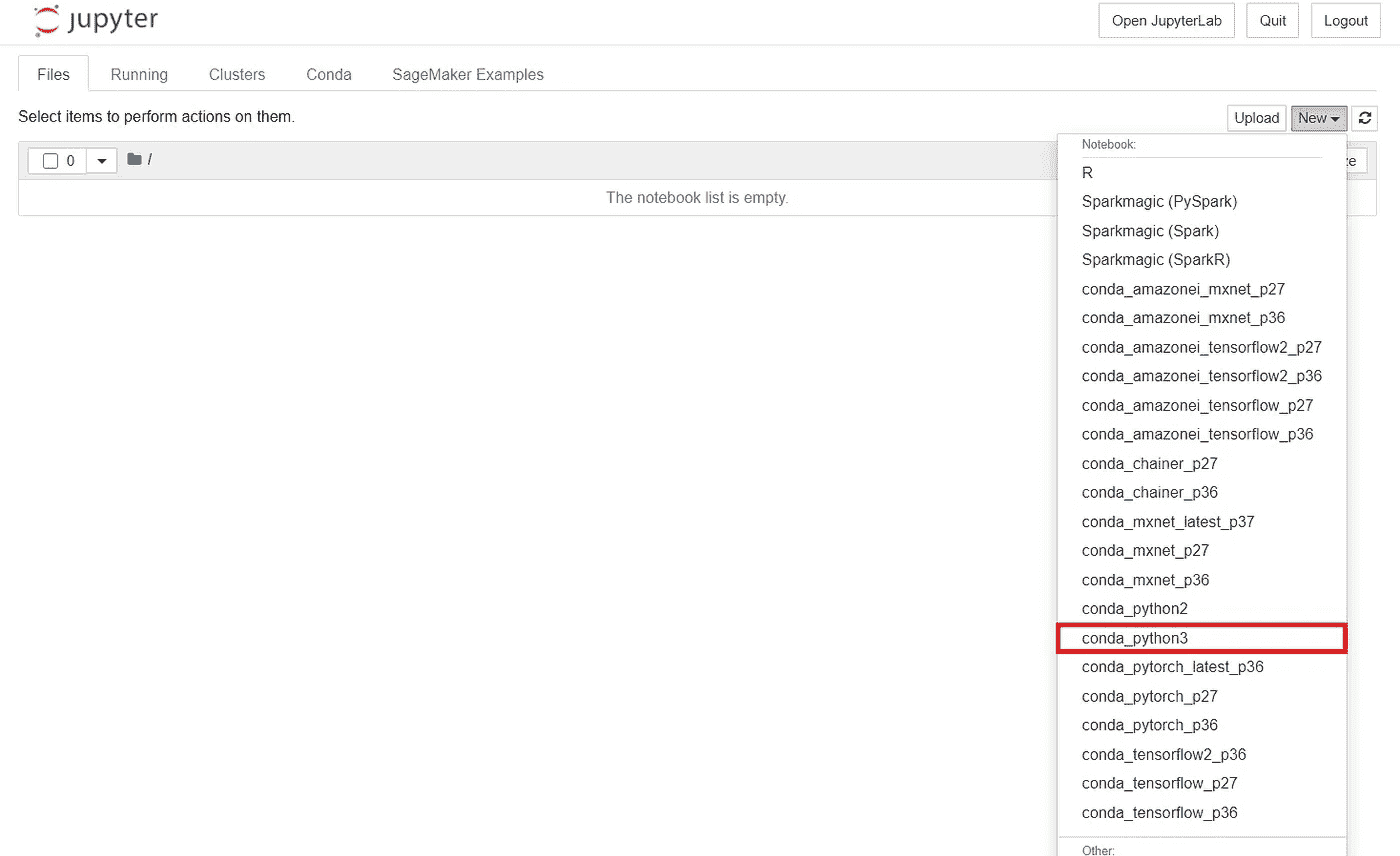 jupyter
Open JupyterLab Quit Logout
Files Running Clusters Conda SageMaker Examples
Select items to perform actions on them.
Upload New
0 /
Notebook:
The notebook list is empty.
R
Sparkmagic (PySpark)
Sparkmagic (Spark)
Sparkmagic (SparkR)
conda_amazonei_mxnet_p27
conda_amazonei_mxnet_p36
conda_amazonei_tensorflow2_p27
conda_amazonei_tensorflow2_p36
conda_amazonei_tensorflow_p27
conda_amazonei_tensorflow_p36
conda_chainer_p27
conda_chainer_p36
conda_mxnet_latest_p37
conda_mxnet_p27
conda_mxnet_p36
conda_python2
conda_python3
conda_pytorch_latest_p36
conda_pytorch_p27
conda_pytorch_p36
conda_tensorflow2_p36
conda_tensorflow_p27
conda_tensorflow_p36
Other: